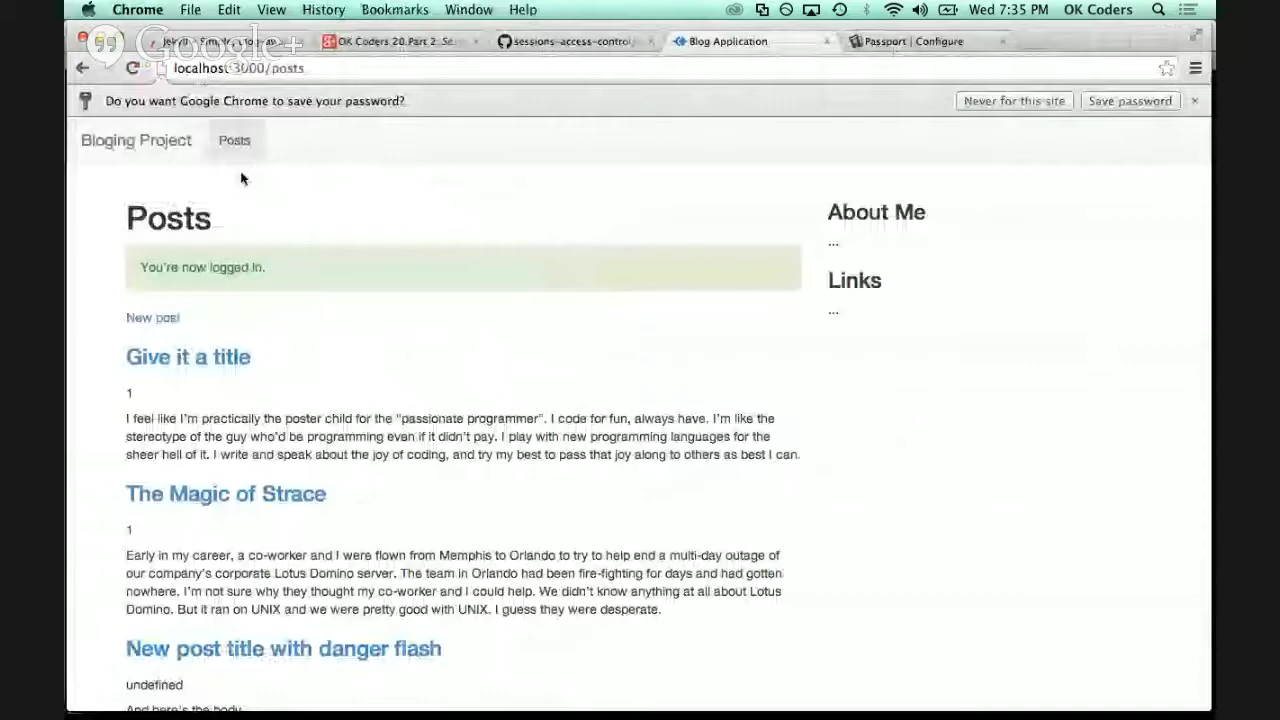 Chrome File Edit View History Bookmarks Window Help Wed 7:35 PM OK Coders
Google+
OK Coders 20 Part 2 sessions-access-control Blog Application Passport | Configure
localhost:3000/posts
Do you want Google Chrome to save your password? Never for this site Save password ×
Bloging Project Posts
Posts
You're now logged in.
New post
Give it a title
1
I feel like I'm practically the poster child for the "passionate programmer". I code for fun, always have. I'm like the
stereotype of the guy who'd be programming even if it didn't pay. I play with new programming languages for the
sheer hell of it. I write and speak about the joy of coding, and try my best to pass that joy along to others as best I can.
The Magic of Strace
1
Early in my career, a co-worker and I were flown from Memphis to Orlando to try to help end a multi-day outage of
our company's corporate Lotus Domino server. The team in Orlando had been fire-fighting for days and had gotten
nowhere. I'm not sure why they thought my co-worker and I could help. We didn't know anything at all about Lotus
Domino. But it ran on UNIX and we were pretty good with UNIX. I guess they were desperate.
New post title with danger flash
undefined
And here's the body
About Me
...
Links
...